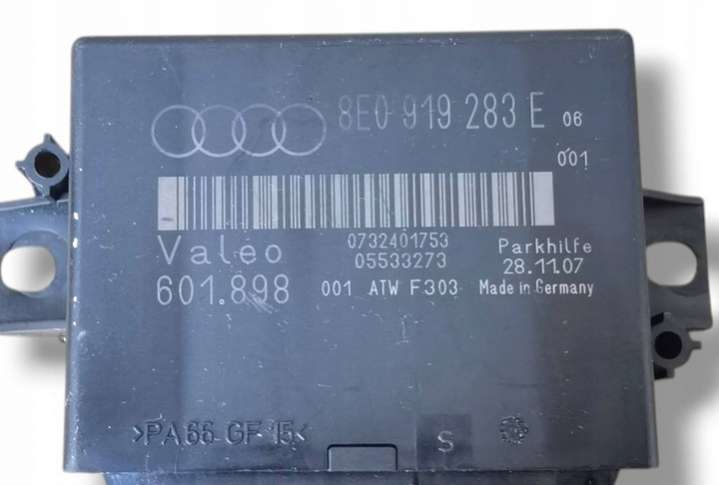 8E0 919 283 E 06
001
Valeo 0732401753 Parkhilfe
05533273 28.11.07
601.898 001 ATW F303 Made in Germany
>PA66 GF 15< S